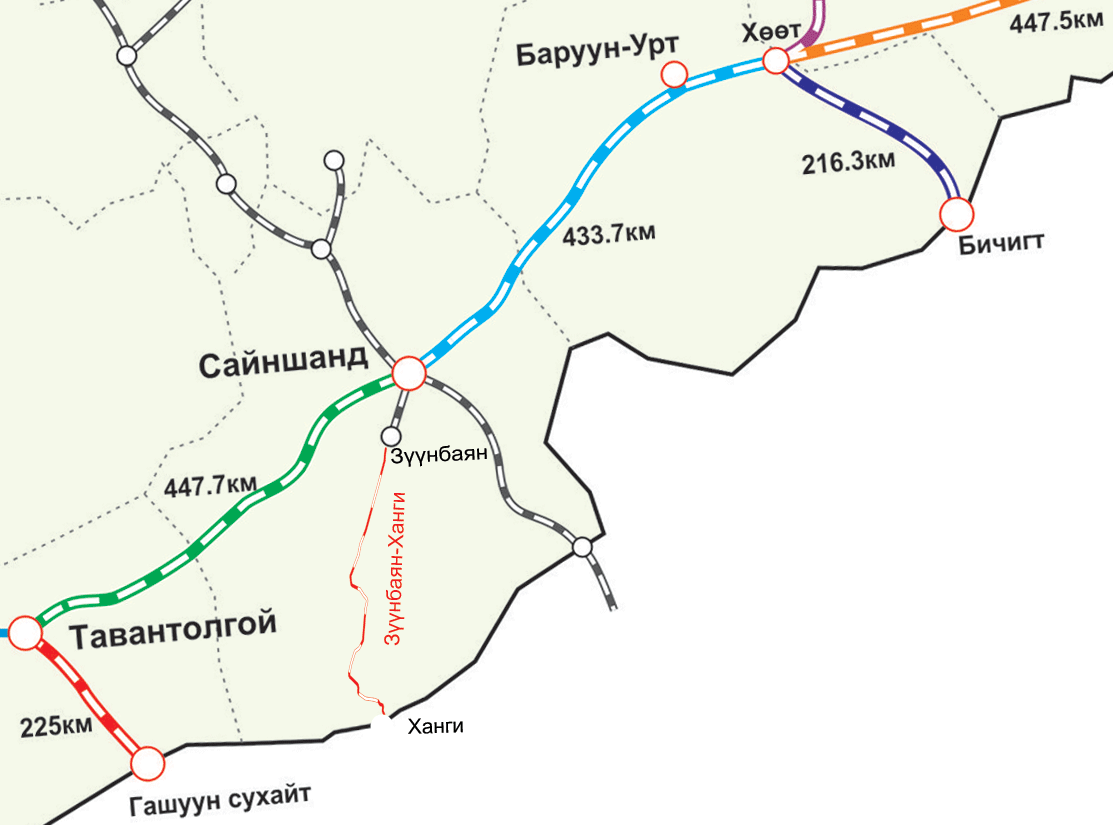 Хөөт
447.5км
Баруун-Урт
216.3км
433.7км
Бичигт
Сайншанд
Зүүнбаян
447.7км
Зүүнбаян-Ханги
Тавантолгой
225км
Ханги
Гашуун сухайт